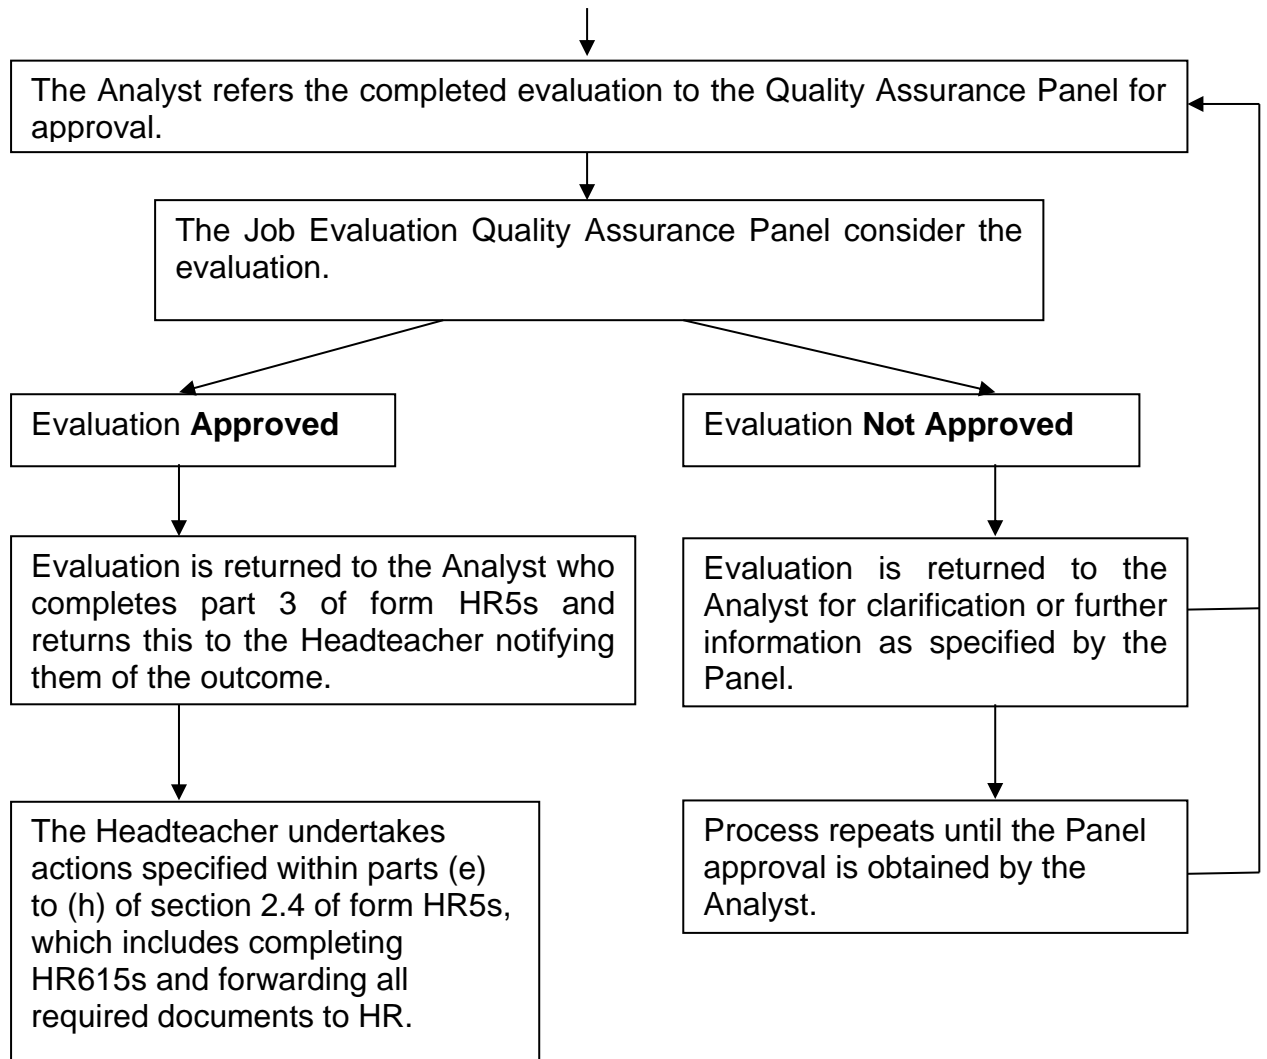 The Analyst refers the completed evaluation to the Quality Assurance Panel for
approval.
The Job Evaluation Quality Assurance Panel consider the
evaluation.
Evaluation Approved
Evaluation Not Approved
Evaluation is returned to the Analyst who
completes part 3 of form HR5s and
returns this to the Headteacher notifying
them of the outcome.
Evaluation is returned to the
Analyst for clarification or further
information as specified by the
Panel.
The Headteacher undertakes
actions specified within parts (e)
to (h) of section 2.4 of form HR5s,
which includes completing
HR615s and forwarding all
required documents to HR.
Process repeats until the Panel
approval is obtained by the
Analyst.